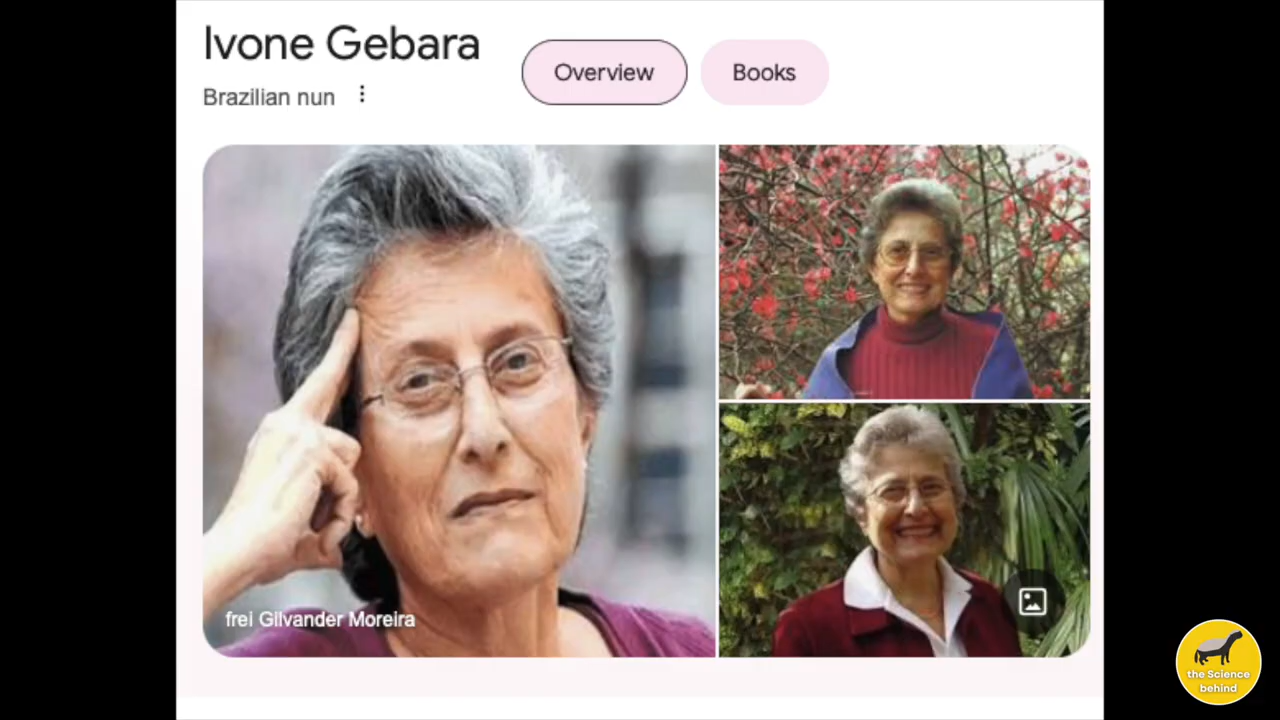 Ivone Gebara
Overview
Books
Brazilian nun
frei Gilvander Moreira
the Science
behind